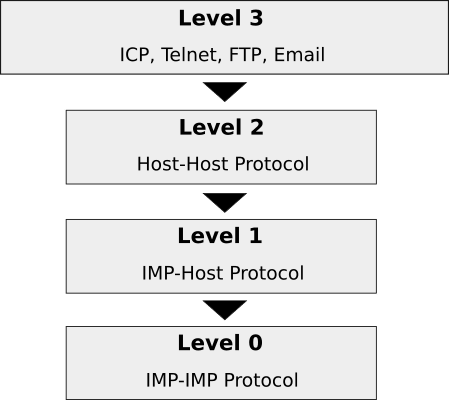 Level 3
ICP, Telnet, FTP, Email
Level 2
Host-Host Protocol
Level 1
IMP-Host Protocol
Level 0
IMP-IMP Protocol